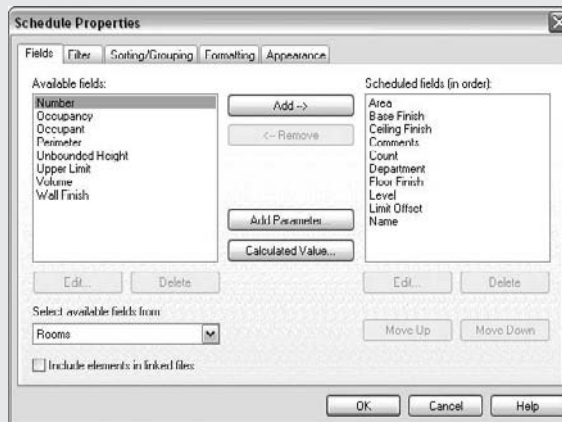 Schedule Properties
Fields Filter Sorting/Grouping Formatting Appearance
Available fields:
Number
Occupancy
Occupant
Perimeter
Unbounded Height
Upper Limit
Volume
Wall Finish
Add -->
<-- Remove
Add Parameter...
Calculated Value...
Scheduled fields (in order):
Area
Base Finish
Ceiling Finish
Comments
Count
Department
Floor Finish
Level
Limit Offset
Name
Edit... Delete
Edit... Delete
Select available fields from
Rooms
Move Up Move Down
Include elements in linked files
OK Cancel Help